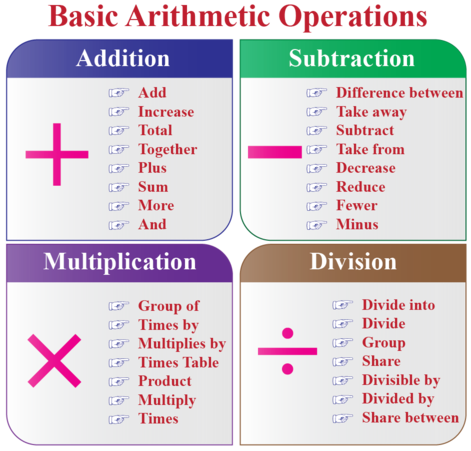 Basic Arithmetic Operations
Addition
Add
Increase
Total
Together
Plus
Sum
More
And
Subtraction
Difference between
Take away
Subtract
Take from
Decrease
Reduce
Fewer
Minus
Multiplication
Group of
Times by
Multiplies by
Times Table
Product
Multiply
Times
Division
Divide into
Divide
Group
Share
Divisible by
Divided by
Share between